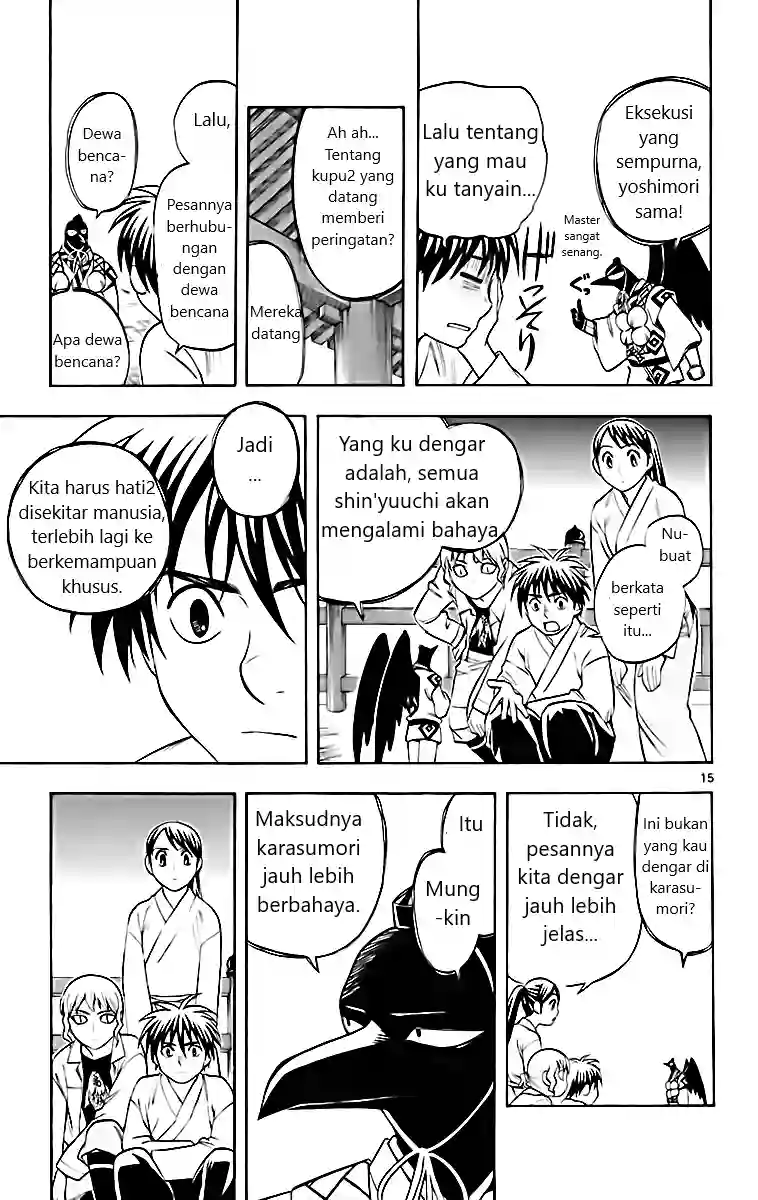 Eksekusi
yang
sempurna,
yoshimori
sama!
Master
sangat
senang.
Lalu tentang
yang mau
ku tanyain...
Ah ah...
Tentang
kupu2 yang
datang
memberi
peringatan?
Mereka
datang
Lalu,
Pesannya
berhubu-
ngan
dengan
dewa
bencana
Dewa
benca-
na?
Apa dewa
bencana?
Yang ku dengar
adalah, semua
shin'yuuchi akan
mengalami bahaya
Nu-
buat
berkata
seperti
itu...
Jadi
...
Kita harus hati2
disekitar manusia,
terlebih lagi ke
berkemampuan
khusus.
15
Ini bukan
yang kau
dengar di
karasu-
mori?
Tidak,
pesannya
kita dengar
jauh lebih
jelas...
Itu
Mung
-kin
Maksudnya
karasumori
jauh lebih
berbahaya.